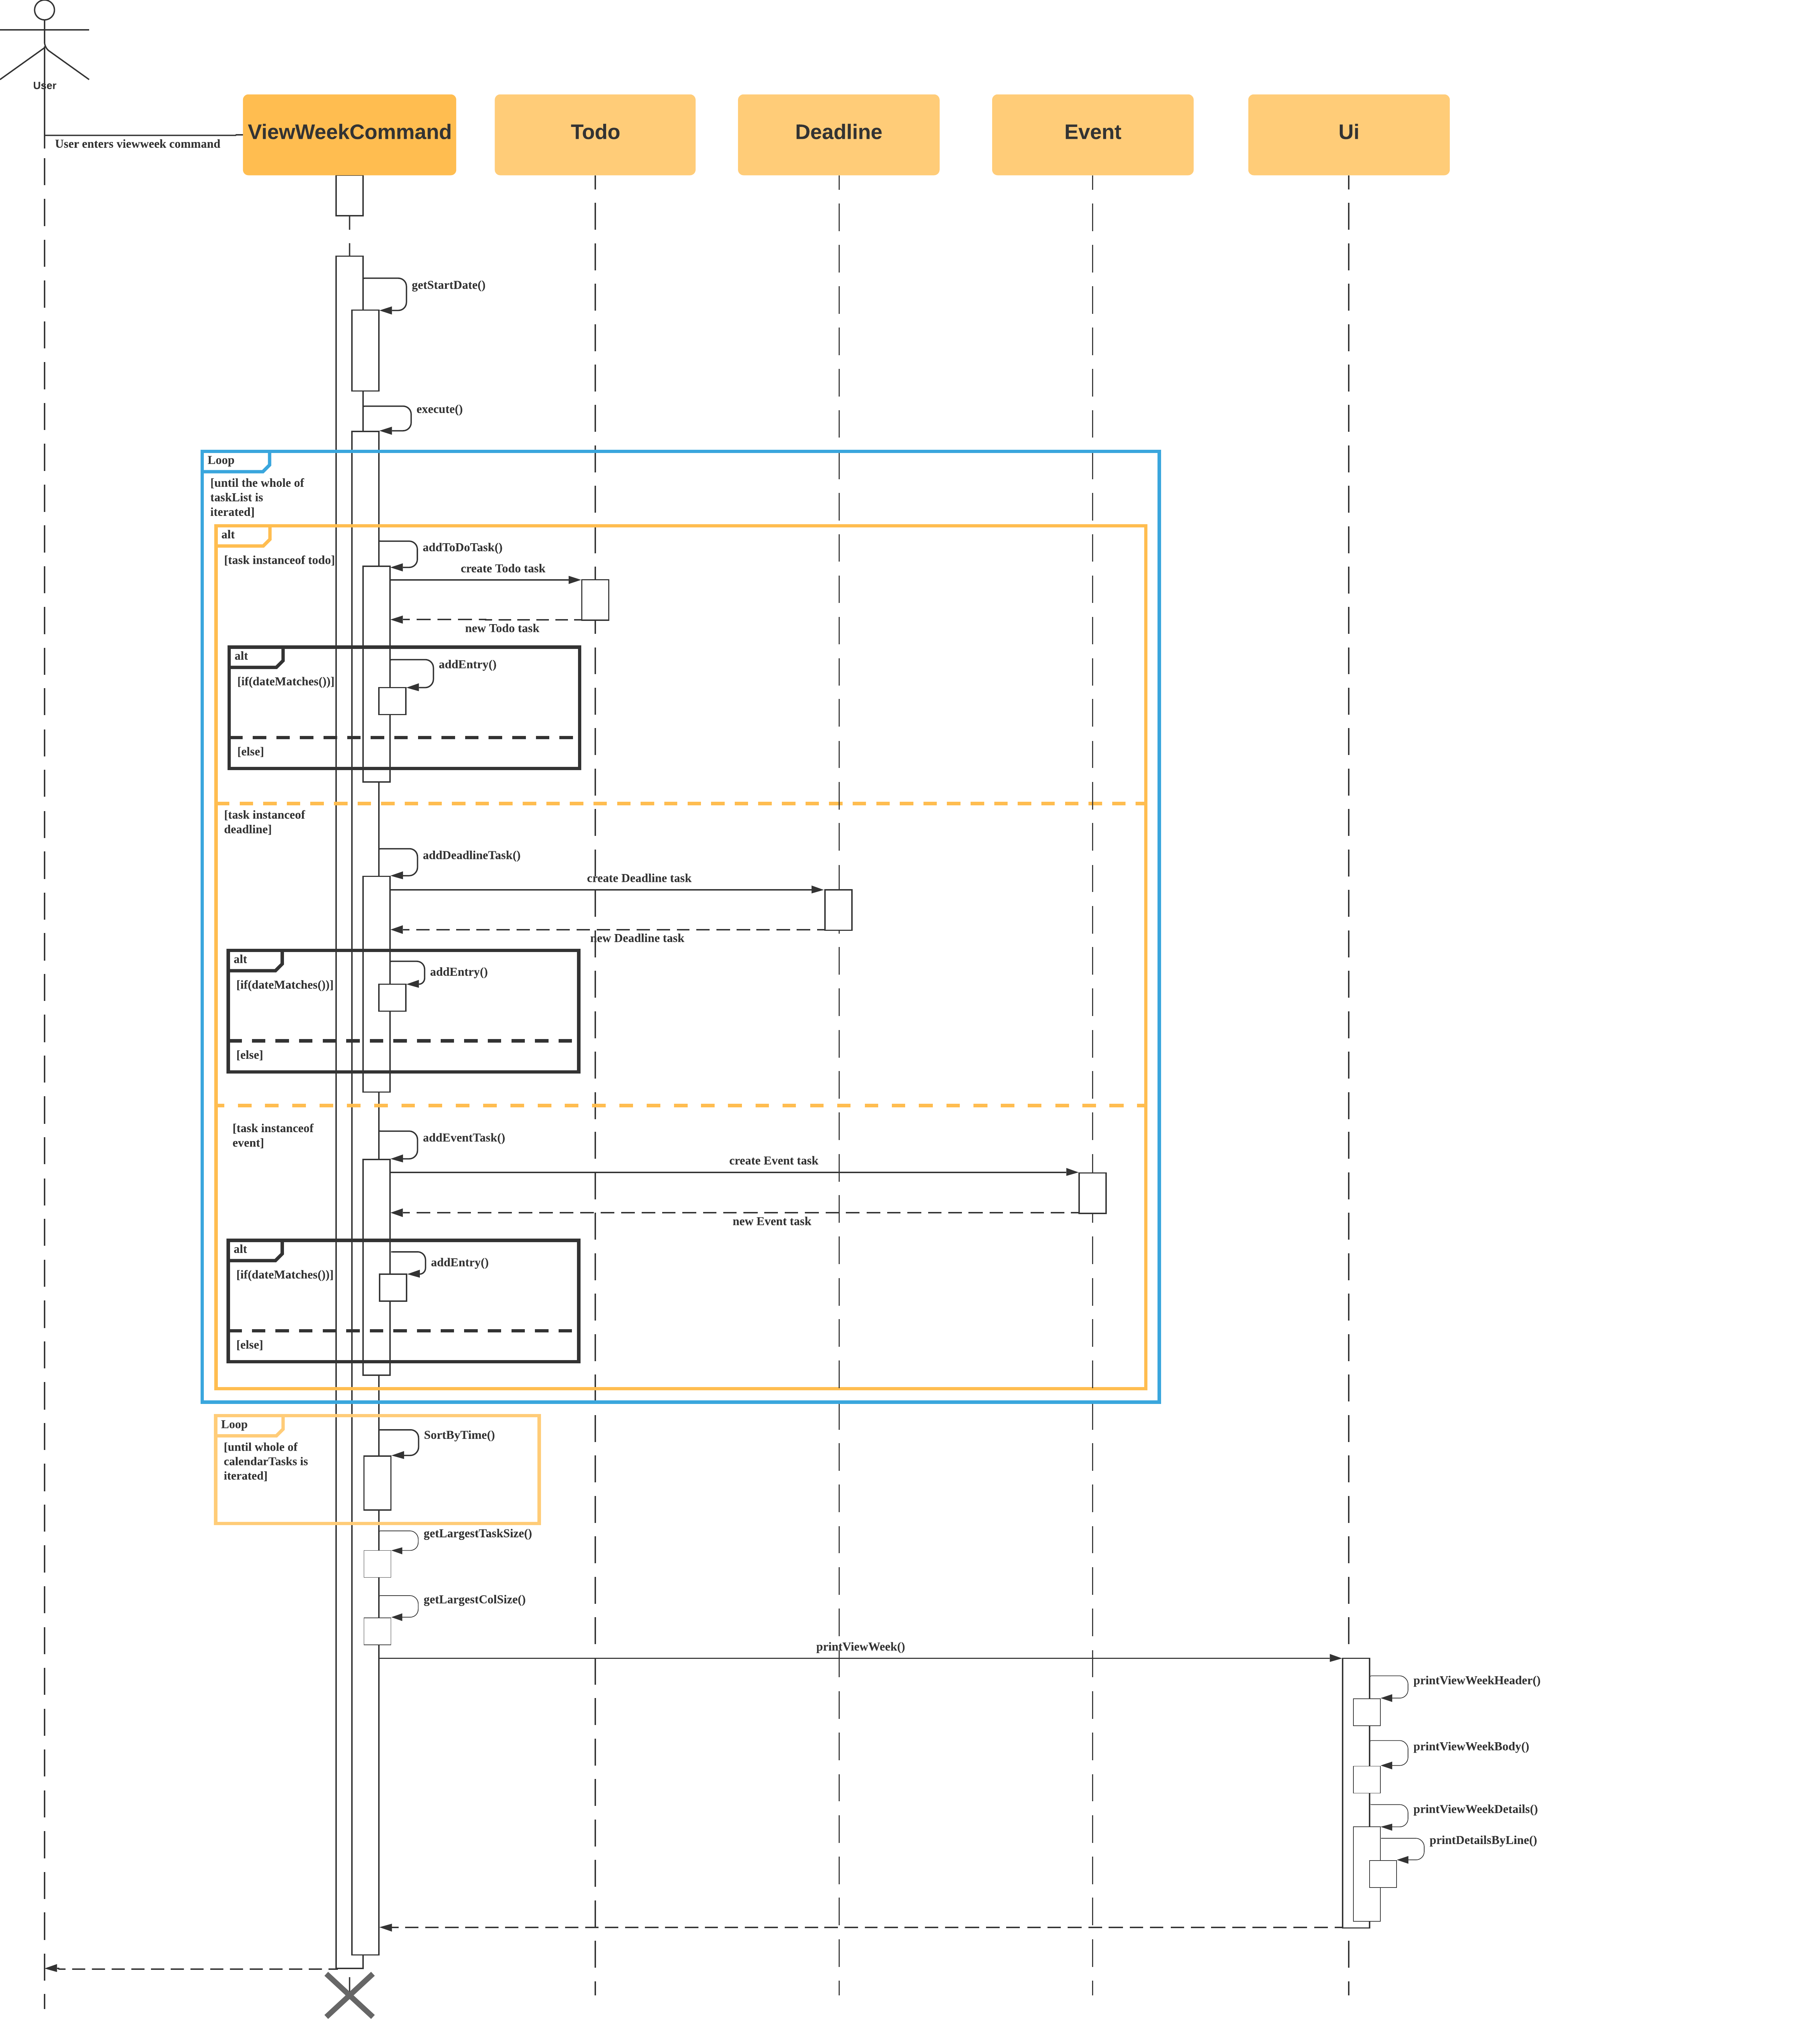 User
User enters viewweek command
ViewWeekCommand
Todo
Deadline
Event
Ui
getStartDate()
execute()
Loop
[until the whole of
taskList is
iterated]
alt
[task instanceof todo]
addToDoTask()
create Todo task
new Todo task
alt
[if(dateMatches())]
addEntry()
[else]
[task instanceof
deadline]
addDeadlineTask()
create Deadline task
new Deadline task
alt
[if(dateMatches())]
addEntry()
[else]
[task instanceof
event]
addEventTask()
create Event task
new Event task
alt
[if(dateMatches())]
addEntry()
[else]
Loop
[until whole of
calendarTasks is
iterated]
SortByTime()
getLargestTaskSize()
getLargestColSize()
printViewWeek()
printViewWeekHeader()
printViewWeekBody()
printViewWeekDetails()
printDetailsByLine()